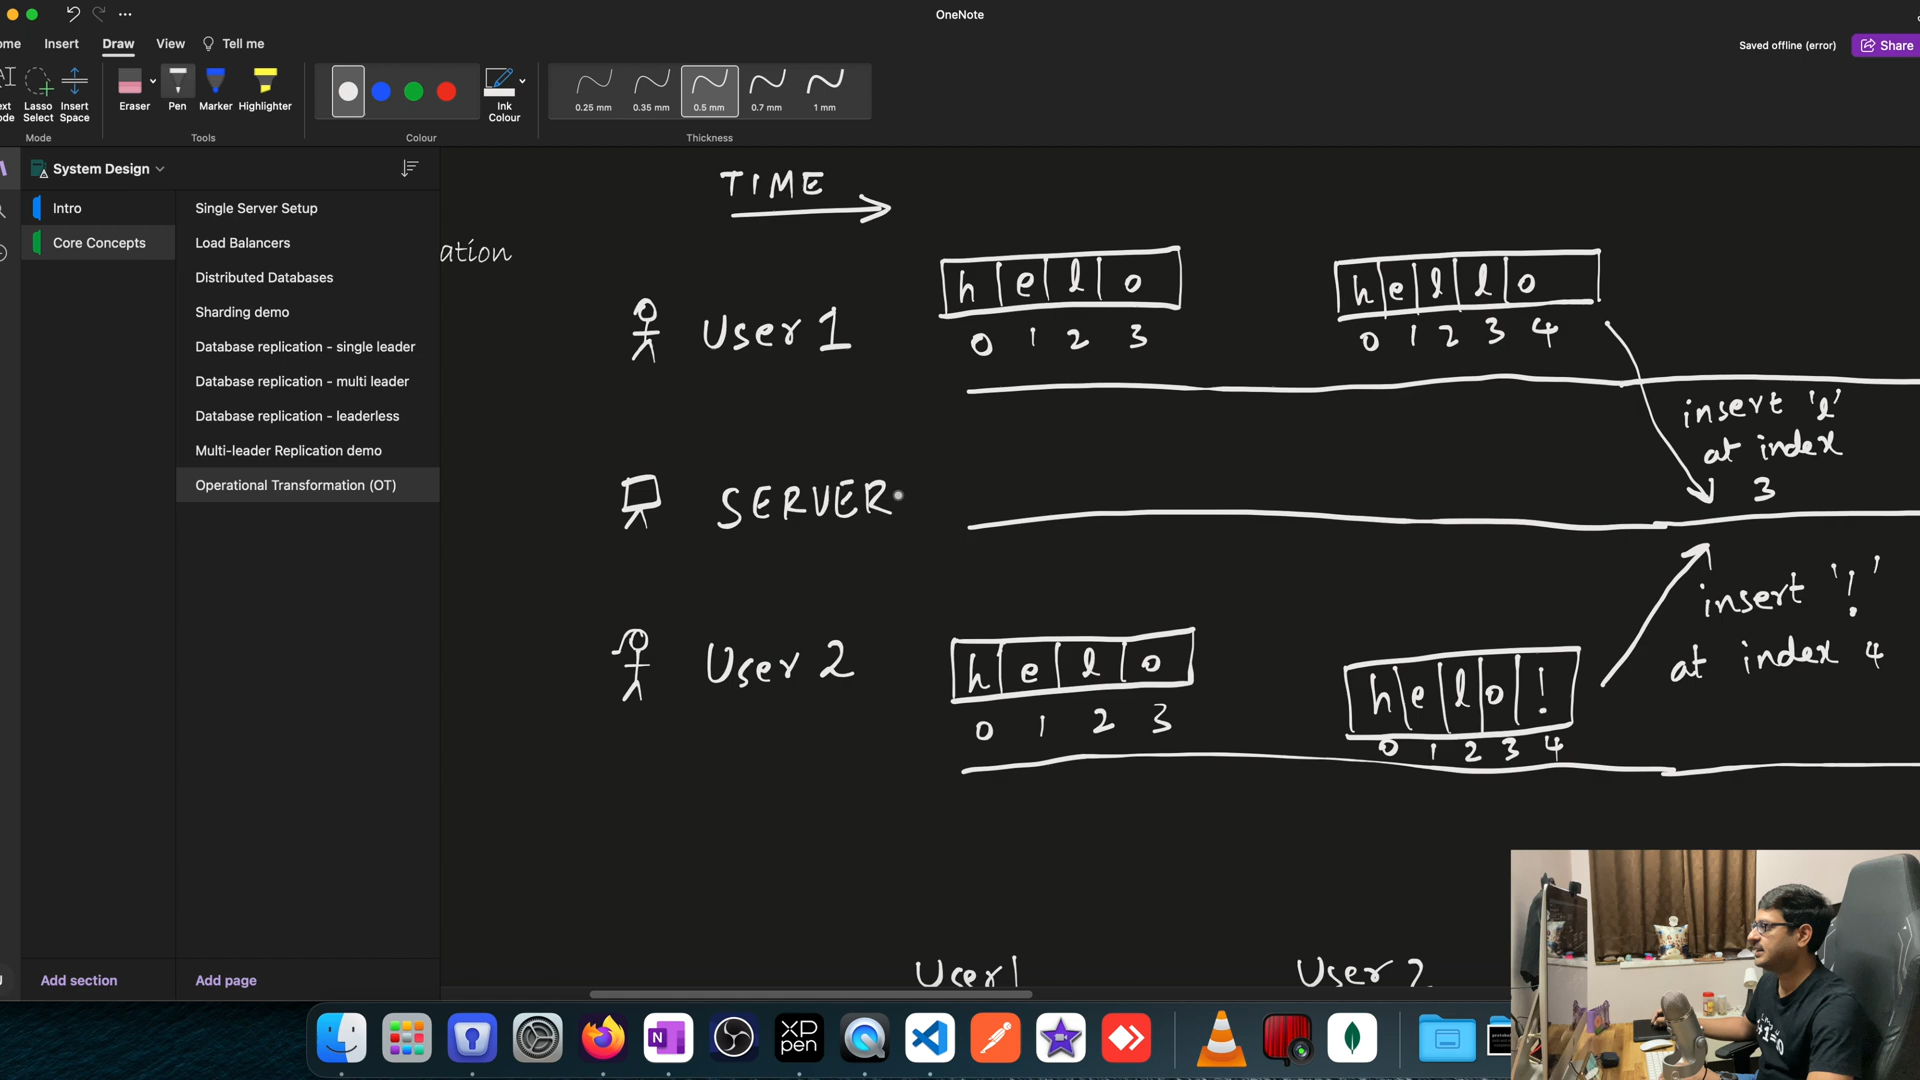 OneNote
ome
Insert
Draw
View
Tell me
Saved offline (error)
Share
Eraser
Pen
Marker
Highlighter
Lasso
Select
Insert
Space
Ink
Colour
0.25 mm
0.35 mm
0.5 mm
0.7 mm
1 mm
Mode
Tools
Colour
Thickness
System Design
Intro
Core Concepts
Single Server Setup
Load Balancers
Distributed Databases
Sharding demo
Database replication - single leader
Database replication - multi leader
Database replication - leaderless
Multi-leader Replication demo
Operational Transformation (OT)
Add section
Add page
ation
TIME
User 1
h e l o
0 1 2 3
h e l l o
0 1 2 3 4
insert 'l'
at index
3
SERVER
insert '!'
at index 4
User 2
h e l o
0 1 2 3
h e l o !
0 1 2 3 4
User 1
User 2
N
XP
pen